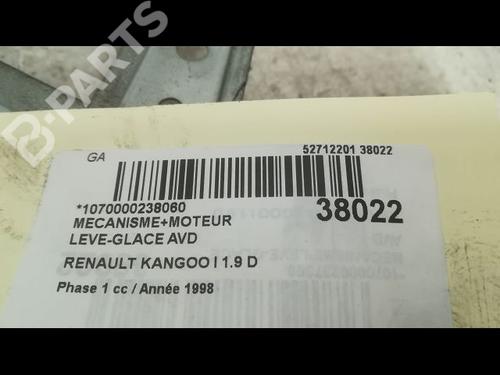 B-PARTS
GA
52712201 38022
*1070000238060
38022
MECANISME+MOTEUR
LEVE-GLACE AVD
RENAULT KANGOO I 1.9 D
Phase 1 cc / Année 1998